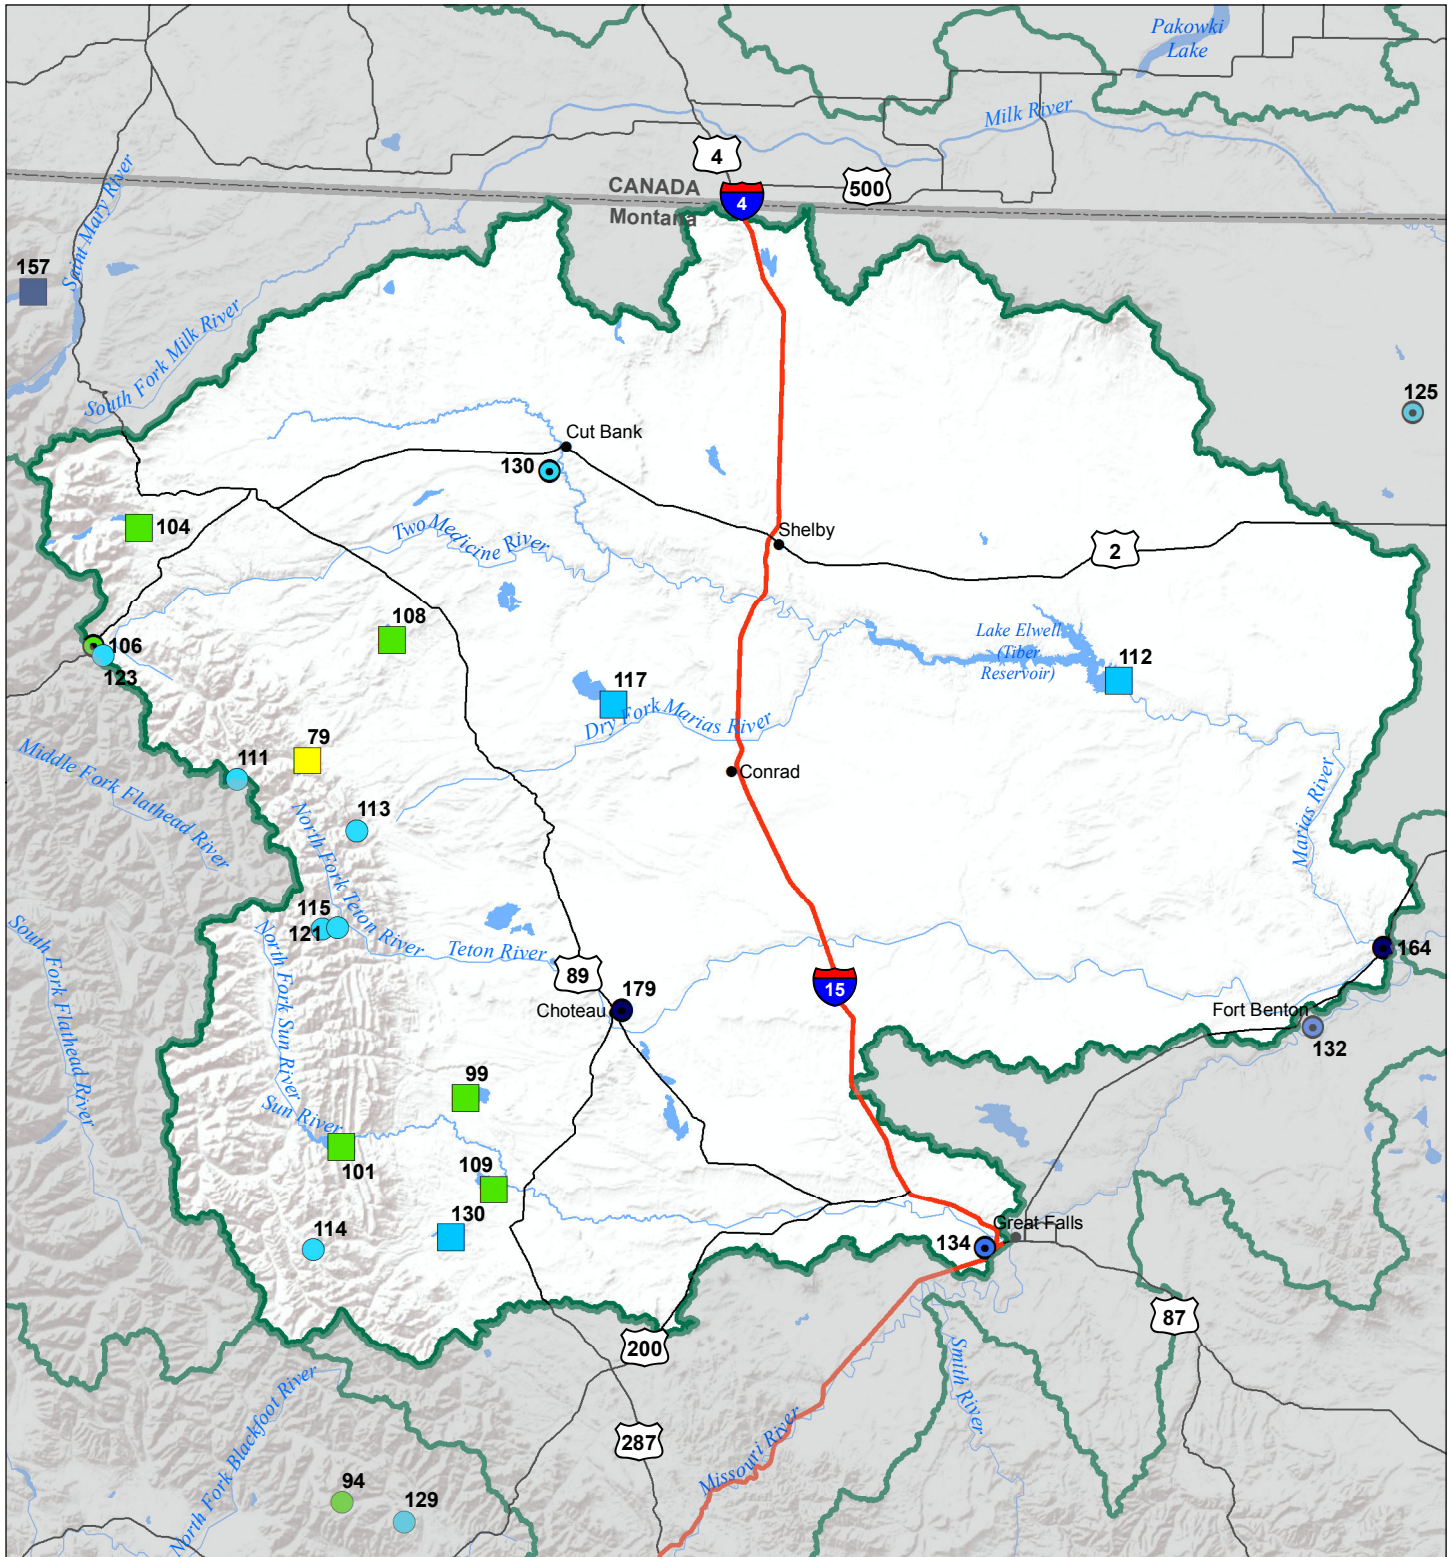 Pakowki
Lake
Milk River
4
CANADA
500
4
Montana
Saint Mary River
157
South Fork Milk River
125
Cut Bank
130
104
Two Medicine River
Shelby
2
108
Lake Elwell
(Tiber
Reservoir)
106
123
112
117
Dry Fork Marias River
79
Middle Fork Flathead River
111
Conrad
Marias River
113
North Fork Teton River
115
121
South Fork Flathead River
North Fork Sun River
Teton River
164
89
15
179
Choteau
Fort Benton
132
99
Sun River
101
109
130
114
Great Falls
134
87
200
Smith River
North Fork Blackfoot River
287
Missouri River
94
129